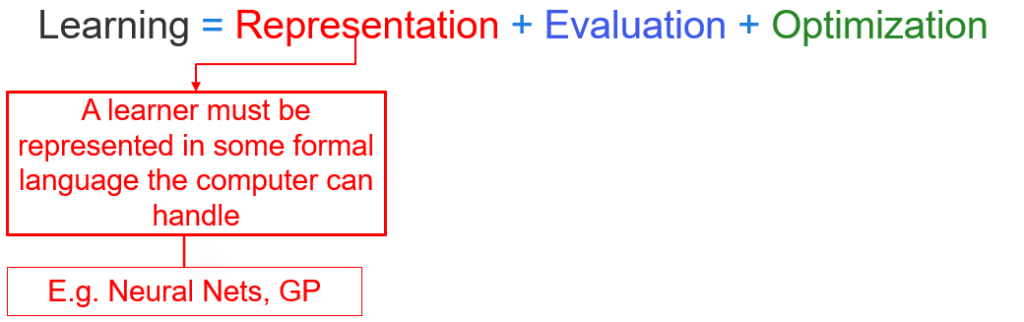 Learning = Representation + Evaluation + Optimization
A learner must be
represented in some formal
language the computer can
handle
E.g. Neural Nets, GP